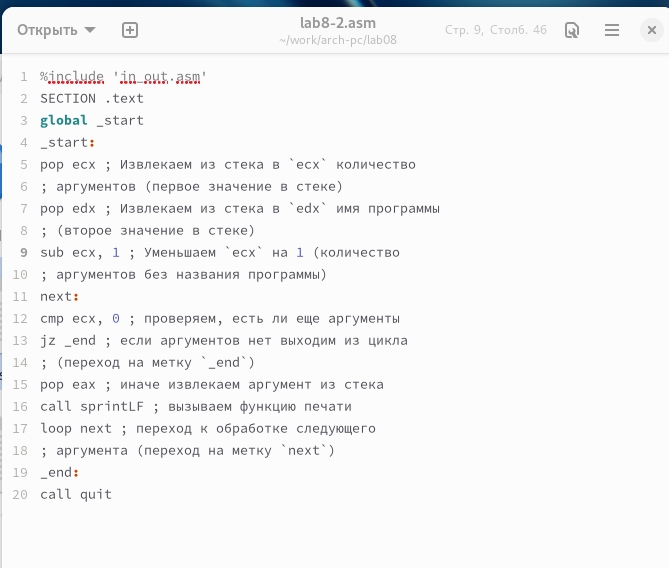 Открыть
lab8-2.asm
~/work/arch-pc/lab08
Стр. 9, Столб. 46
1 %include 'in_out.asm'
2 SECTION .text
3 global _start
4 _start:
5 pop ecx ; Извлекаем из стека в `ecx` количество
6 ; аргументов (первое значение в стеке)
7 pop edx ; Извлекаем из стека в `edx` имя программы
8 ; (второе значение в стеке)
9 sub ecx, 1 ; Уменьшаем `ecx` на 1 (количество
10 ; аргументов без названия программы)
11 next:
12 cmp ecx, 0 ; проверяем, есть ли еще аргументы
13 jz _end ; если аргументов нет выходим из цикла
14 ; (переход на метку `_end`)
15 pop eax ; иначе извлекаем аргумент из стека
16 call sprintLF ; вызываем функцию печати
17 loop next ; переход к обработке следующего
18 ; аргумента (переход на метку `next`)
19 _end:
20 call quit